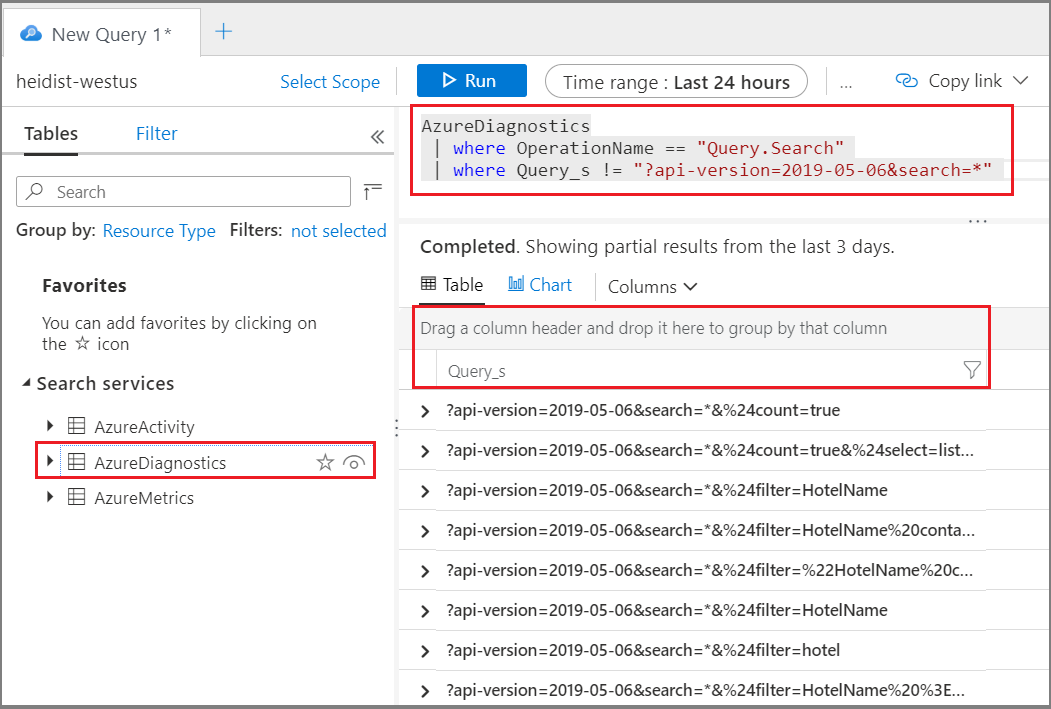 New Query 1*
heidist-westus
Select Scope
Run
Time range : Last 24 hours
...
Copy link
Tables
Filter
Search
Group by: Resource Type Filters: not selected
Favorites
You can add favorites by clicking on
the ☆ icon
Search services
AzureActivity
AzureDiagnostics
AzureMetrics
AzureDiagnostics
| where OperationName == "Query.Search"
| where Query_s != "?api-version=2019-05-06&search=*"
Completed. Showing partial results from the last 3 days.
Table
Chart
Columns
Drag a column header and drop it here to group by that column
Query_s
?api-version=2019-05-06&search=*&%24count=true
?api-version=2019-05-06&search=*&%24count=true&%24select=list...
?api-version=2019-05-06&search=*&%24filter=HotelName
?api-version=2019-05-06&search=*&%24filter=HotelName%20conta...
?api-version=2019-05-06&search=*&%24filter=%22HotelName%20c...
?api-version=2019-05-06&search=*&%24filter=HotelName
?api-version=2019-05-06&search=*&%24filter=hotel
?api-version=2019-05-06&search=*&%24filter=HotelName%20%3E...